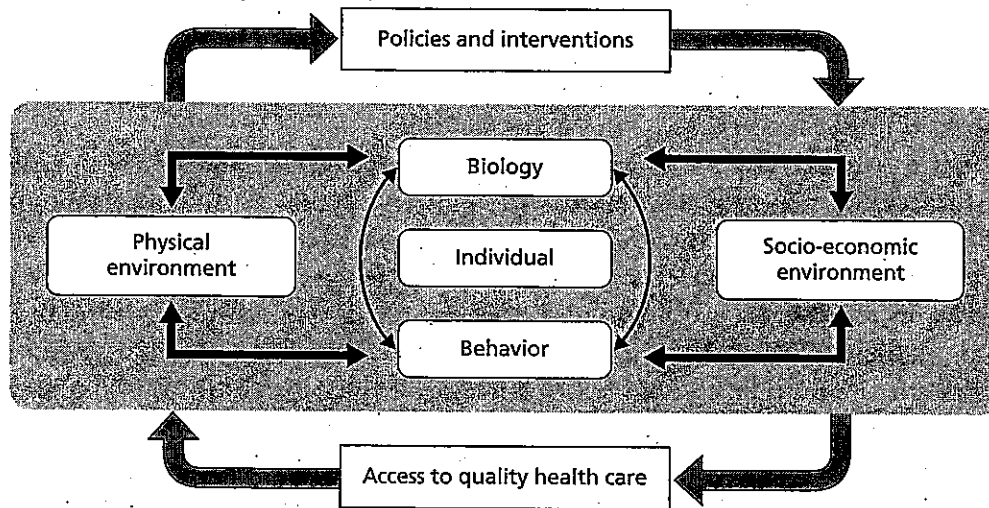 Policies and interventions
Biology
Physical
environment
Individual
Socio-economic
environment
Behavior
Access to quality health care